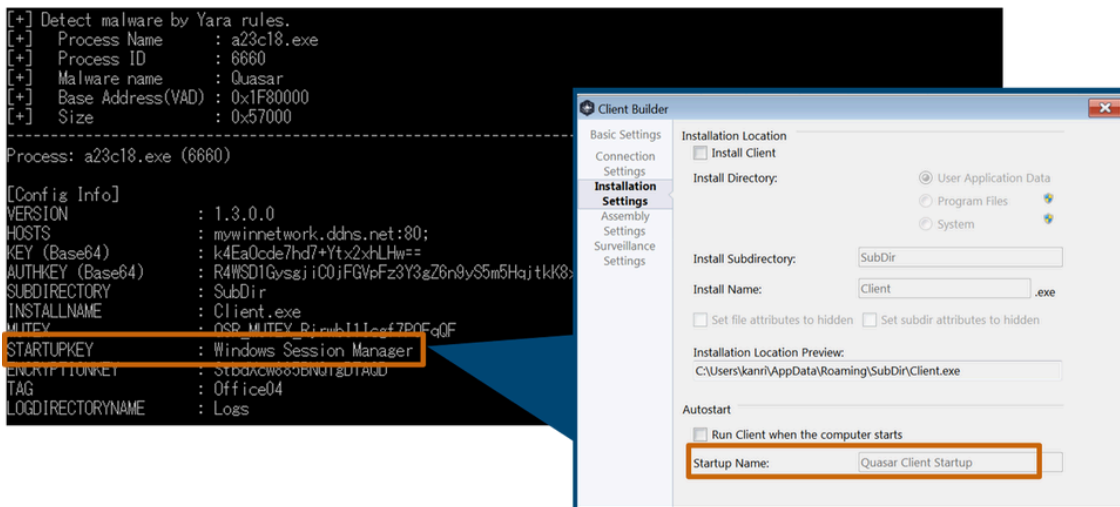 [+] Detect malware by Yara rules.
[+] Process Name : a23c18.exe
[+] Process ID : 6660
[+] Malware name : Quasar
[+] Base Address(VAD) : 0x1F80000
[+] Size : 0x57000
Process: a23c18.exe (6660)
[Config Info]
VERSION : 1.3.0.0
HOSTS : mywinnetwork.ddns.net:80;
KEY (Base64) : k4Ea0cde7hd7+Ytx2xhLHw==
AUTHKEY (Base64) :
SUBDIRECTORY : SubDir
INSTALLNAME : Client.exe
MUTEX :
STARTUPKEY : Windows Session Manager
ENCRYPTIONKEY :
TAG : Office04
LOGDIRECTORYNAME : Logs
Client Builder
Basic Settings
Connection
Settings
Installation
Settings
Assembly
Settings
Surveillance
Settings
Installation Location
Install Client
Install Directory:
User Application Data
Program Files
System
Install Subdirectory: SubDir
Install Name: Client .exe
Set file attributes to hidden Set subdir attributes to hidden
Installation Location Preview:
C:\Users\kanri\AppData\Roaming\SubDir\Client.exe
Autostart
Run Client when the computer starts
Startup Name: Quasar Client Startup